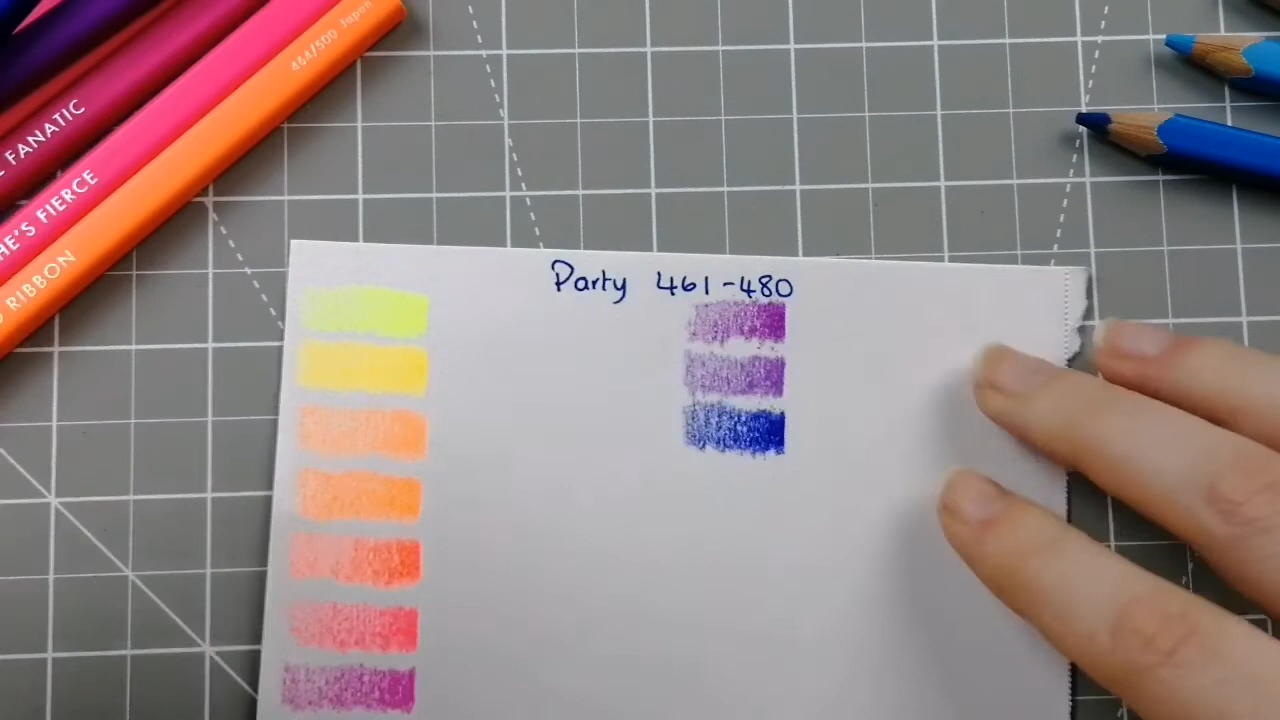 464/500 Japan
FANATIC
HE'S FIERCE
RIBBON
Party 461-480